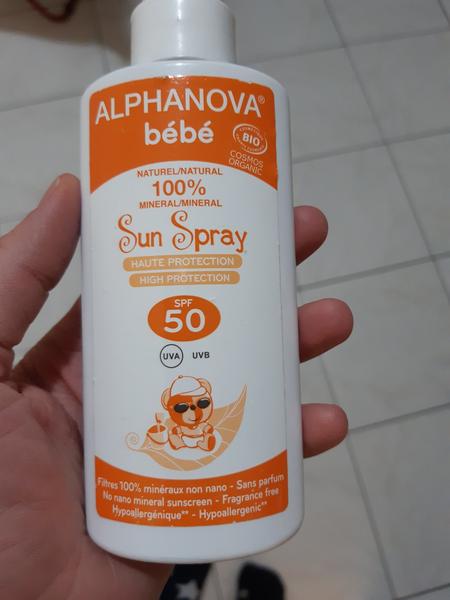 ALPHANOVA®
bébé
BIO
COSMOS
ORGANIC
NATUREL/NATURAL
100%
MINERAL/MINERAL
Sun Spray
HAUTE PROTECTION
HIGH PROTECTION
SPF
50
UVA UVB
Filtres 100% minéraux non nano - Sans parfum
No nano mineral sunscreen - Fragrance free
Hypoallergénique** - Hypoallergenic**